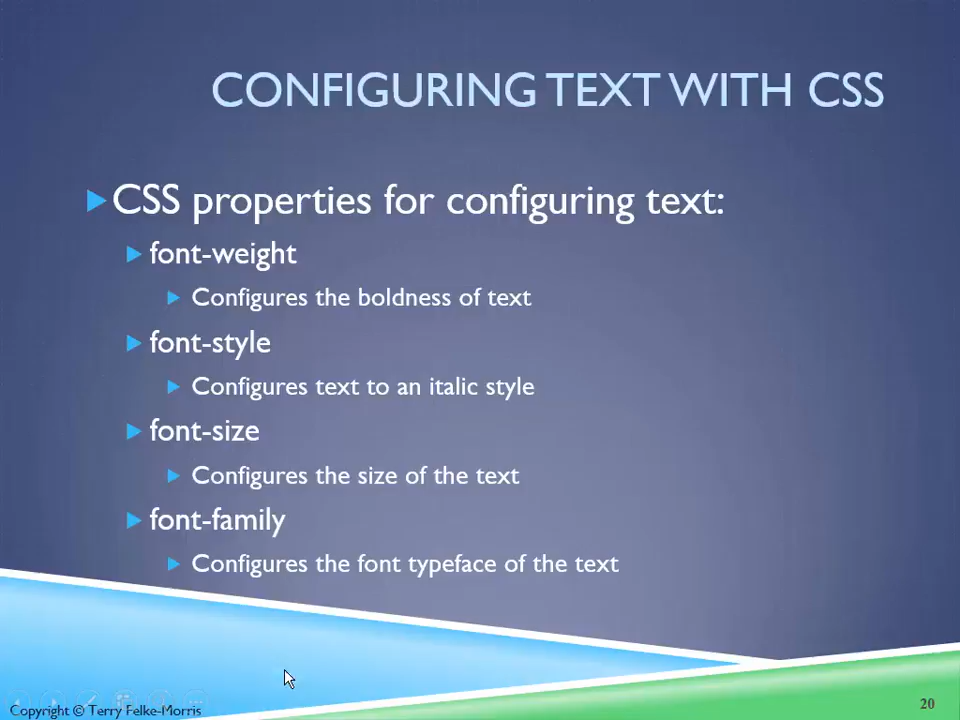 CONFIGURING TEXT WITH CSS
CSS properties for configuring text:
font-weight
Configures the boldness of text
font-style
Configures text to an italic style
font-size
Configures the size of the text
font-family
Configures the font typeface of the text
Copyright © Terry Felke-Morris
20